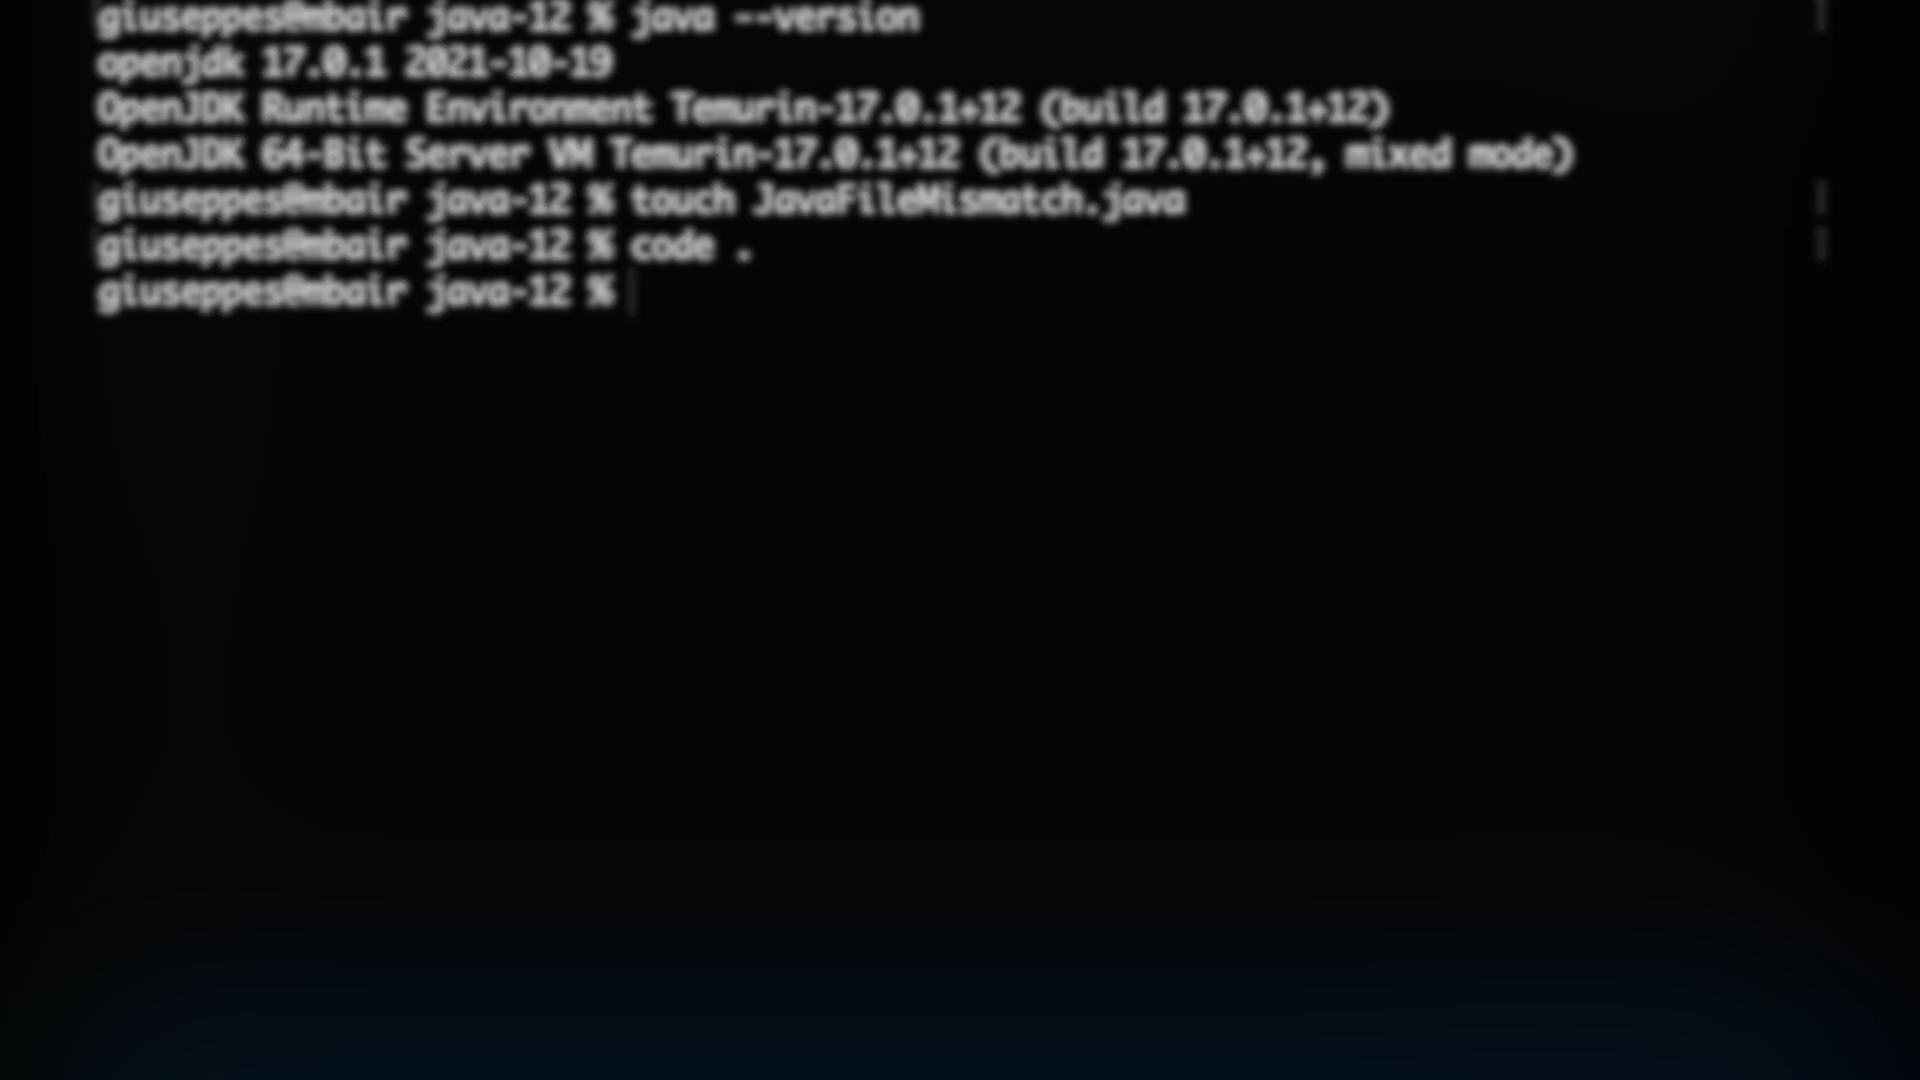 giuseppes@mbair java-12 % java --version
openjdk 17.0.1 2021-10-19
OpenJDK Runtime Environment Temurin-17.0.1+12 (build 17.0.1+12)
OpenJDK 64-Bit Server VM Temurin-17.0.1+12 (build 17.0.1+12, mixed mode)
giuseppes@mbair java-12 % touch JavaFileMismatch.java
giuseppes@mbair java-12 % code .
giuseppes@mbair java-12 %